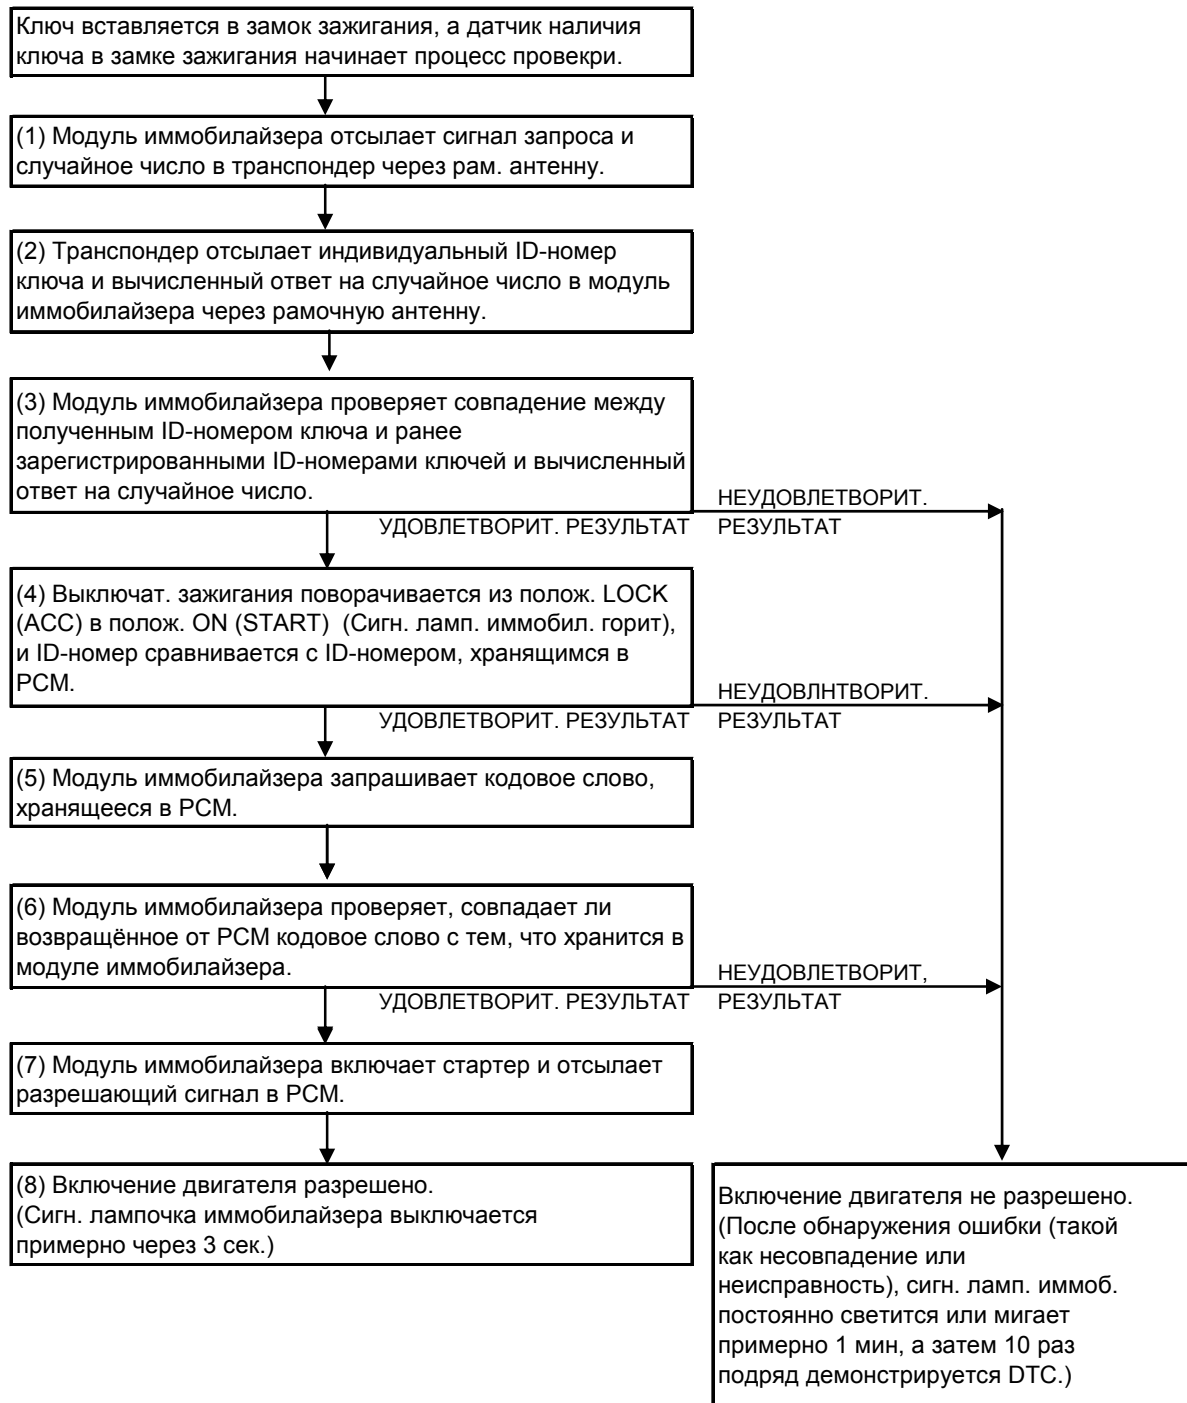 Ключ вставляется в замок зажигания, а датчик наличия
ключа в замке зажигания начинает процесс провекри.
(1) Модуль иммобилайзера отсылает сигнал запроса и
случайное число в транспондер через рам. антенну.
(2) Транспондер отсылает индивидуальный ID-номер
ключа и вычисленный ответ на случайное число в модуль
иммобилайзера через рамочную антенну.
(3) Модуль иммобилайзера проверяет совпадение между
полученным ID-номером ключа и ранее
зарегистрированными ID-номерами ключей и вычисленный
ответ на случайное число.
НЕУДОВЛЕТВОРИТ.
УДОВЛЕТВОРИТ. РЕЗУЛЬТАТ
РЕЗУЛЬТАТ
(4) Выключат. зажигания поворачивается из полож. LOCK
(ACC) в полож. ON (START) (Сигн. ламп. иммобил. горит),
и ID-номер сравнивается с ID-номером, хранящимся в
PCM.
НЕУДОВЛНТВОРИТ.
УДОВЛЕТВОРИТ. РЕЗУЛЬТАТ
РЕЗУЛЬТАТ
(5) Модуль иммобилайзера запрашивает кодовое слово,
хранящееся в PCM.
(6) Модуль иммобилайзера проверяет, совпадает ли
возвращённое от PCM кодовое слово с тем, что хранится в
модуле иммобилайзера.
НЕУДОВЛЕТВОРИТ,
УДОВЛЕТВОРИТ. РЕЗУЛЬТАТ
РЕЗУЛЬТАТ
(7) Модуль иммобилайзера включает стартер и отсылает
разрешающий сигнал в PCM.
(8) Включение двигателя разрешено.
(Сигн. лампочка иммобилайзера выключается
примерно через 3 сек.)
Включение двигателя не разрешено.
(После обнаружения ошибки (такой
как несовпадение или
неисправность), сигн. ламп. иммоб.
постоянно светится или мигает
примерно 1 мин, а затем 10 раз
подряд демонстрируется DTC.)